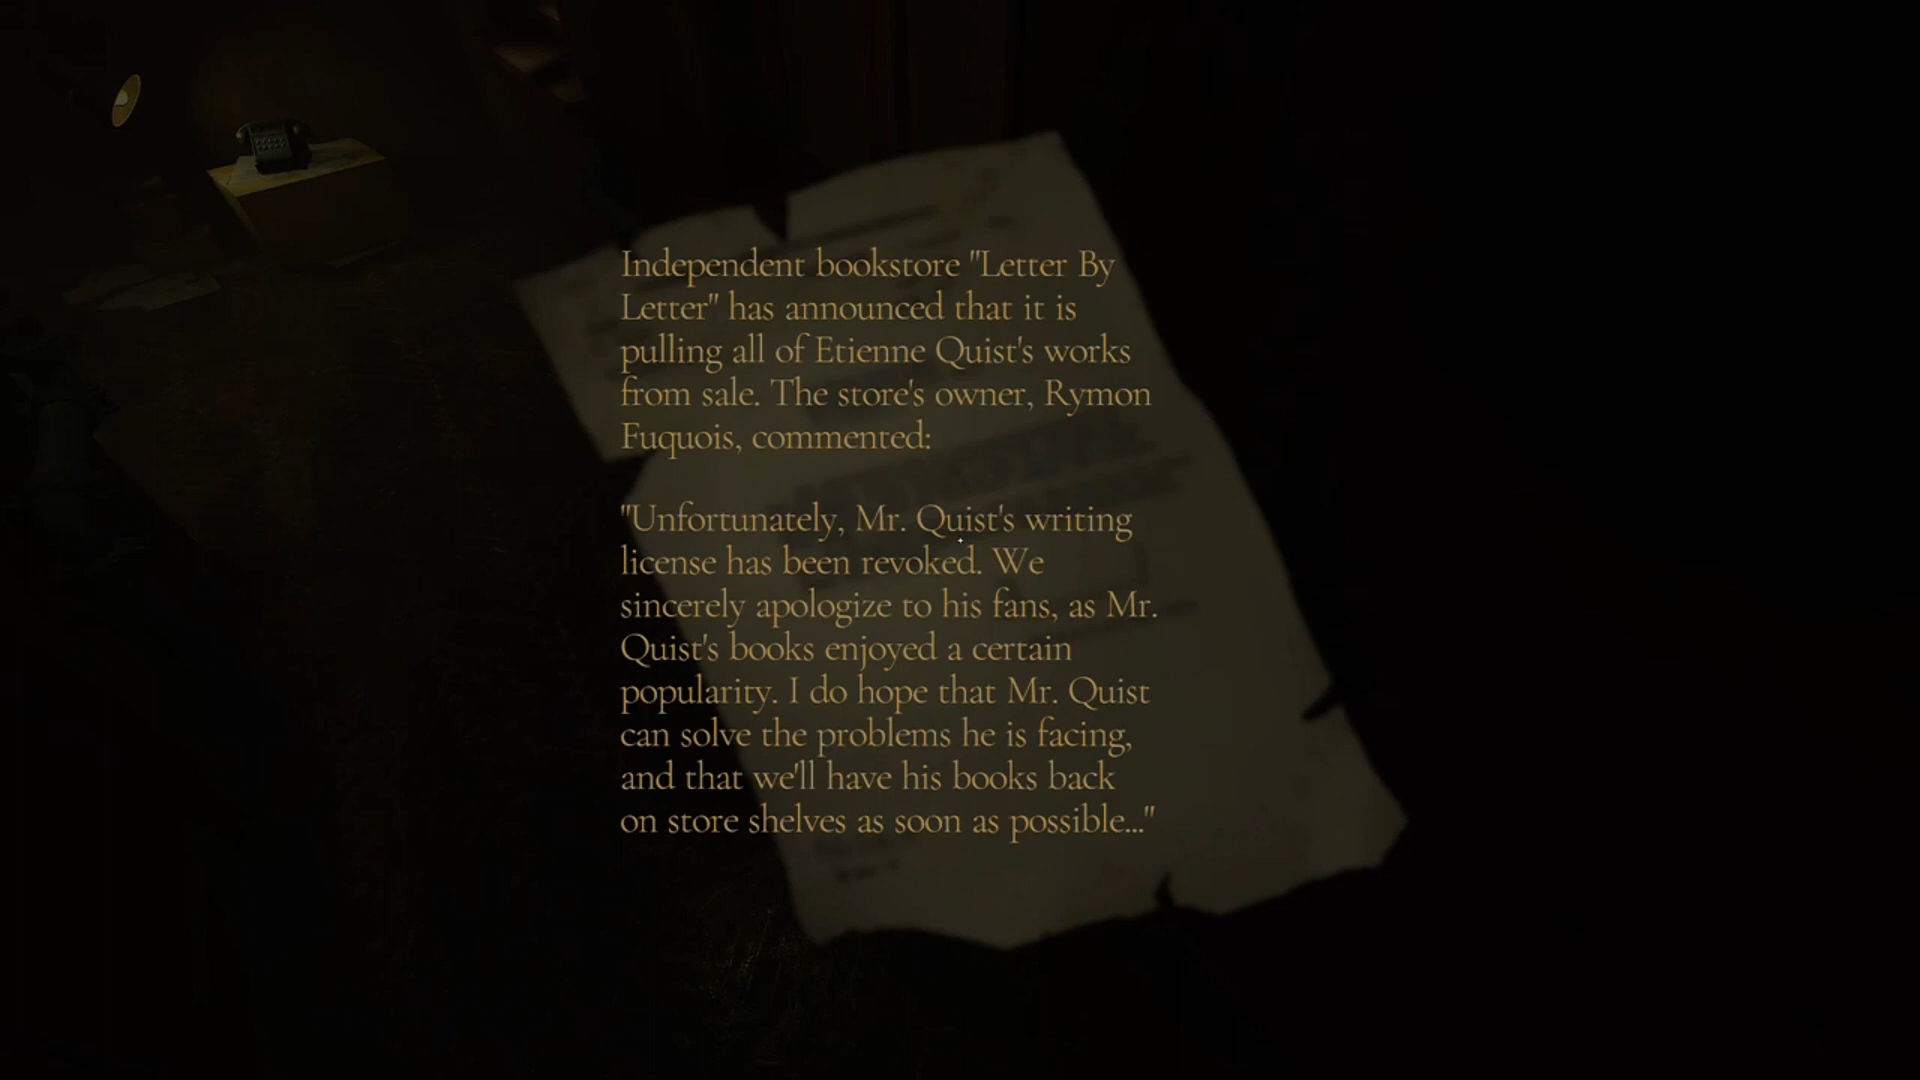 Independent bookstore "Letter By
Letter" has announced that it is
pulling all of Etienne Quist's works
from sale. The store's owner, Rymon
Fuquois, commented:
"Unfortunately, Mr. Quist's writing
license has been revoked. We
sincerely apologize to his fans, as Mr.
Quist's books enjoyed a certain
popularity. I do hope that Mr. Quist
can solve the problems he is facing,
and that we'll have his books back
on store shelves as soon as possible..."